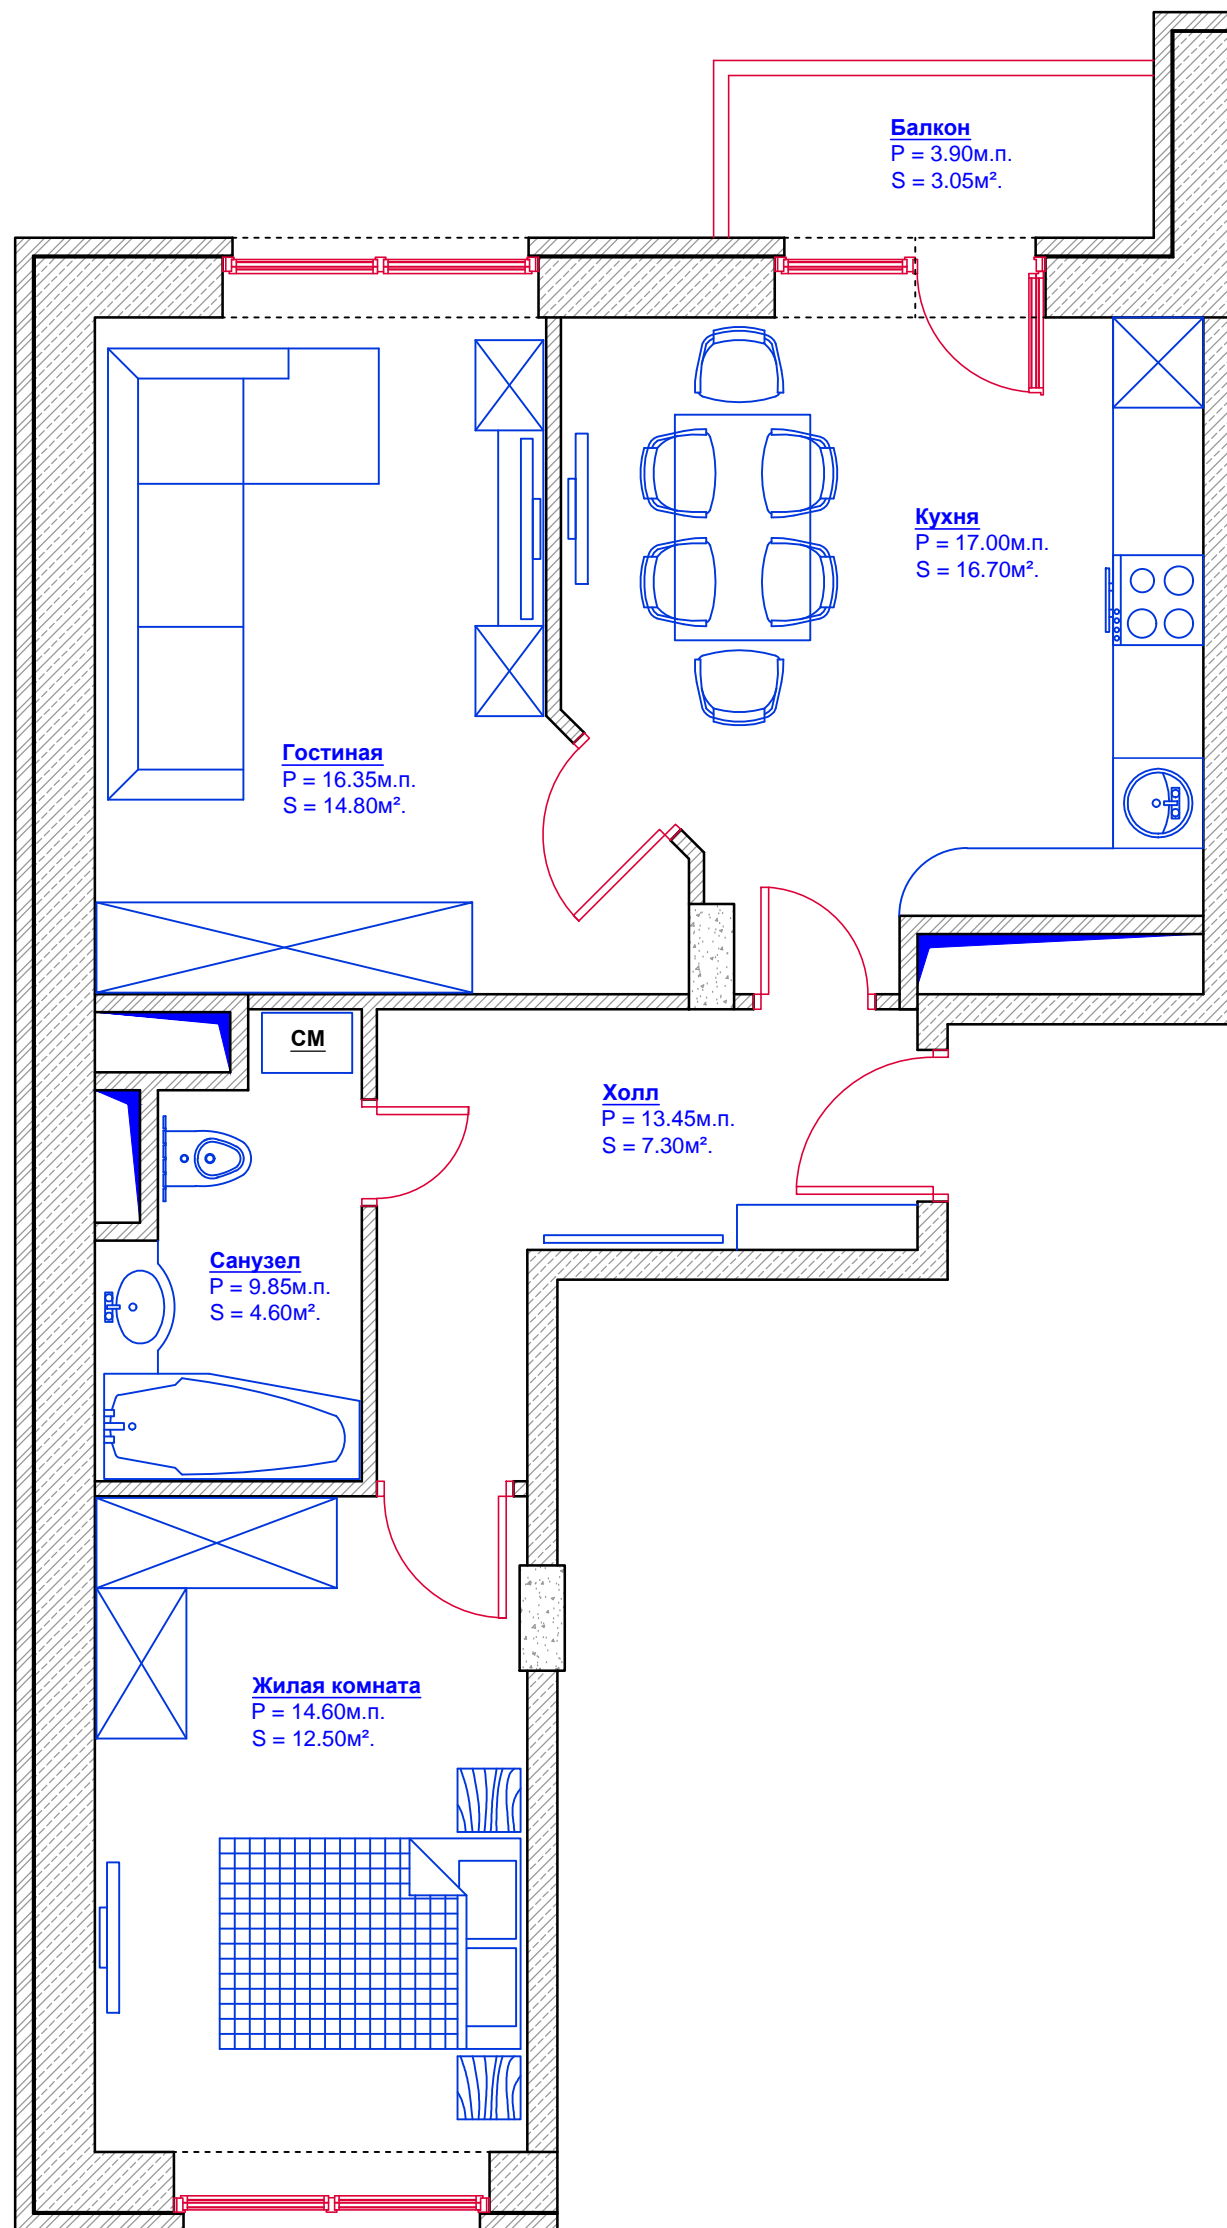 Балкон
P = 3.90м.п.
S = 3.05м².
Кухня
P = 17.00м.п.
S = 16.70м².
Гостиная
P = 16.35м.п.
S = 14.80м².
СМ
Холл
P = 13.45м.п.
S = 7.30м².
Санузел
P = 9.85м.п.
S = 4.60м².
Жилая комната
P = 14.60м.п.
S = 12.50м².